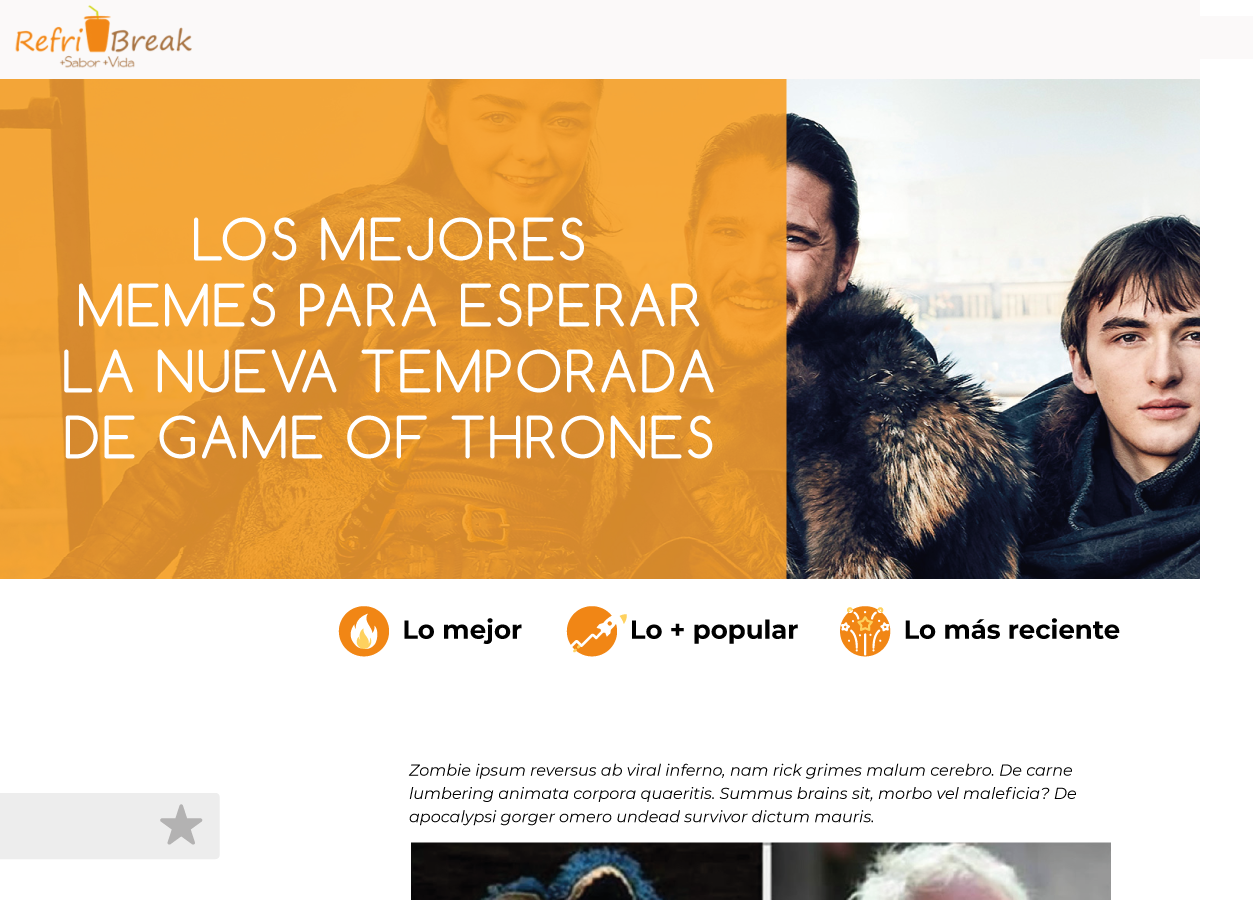 Refri Break
+Sabor +Vida
LOS MEJORES
MEMES PARA ESPERAR
LA NUEVA TEMPORADA
DE GAME OF THRONES
Lo mejor
Lo + popular
Lo más reciente
Zombie ipsum reversus ab viral inferno, nam rick grimes malum cerebro. De carne
lumbering animata corpora quaeritis. Summus brains sit, morbo vel maleficia? De
apocalypsi gorger omero undead survivor dictum mauris.